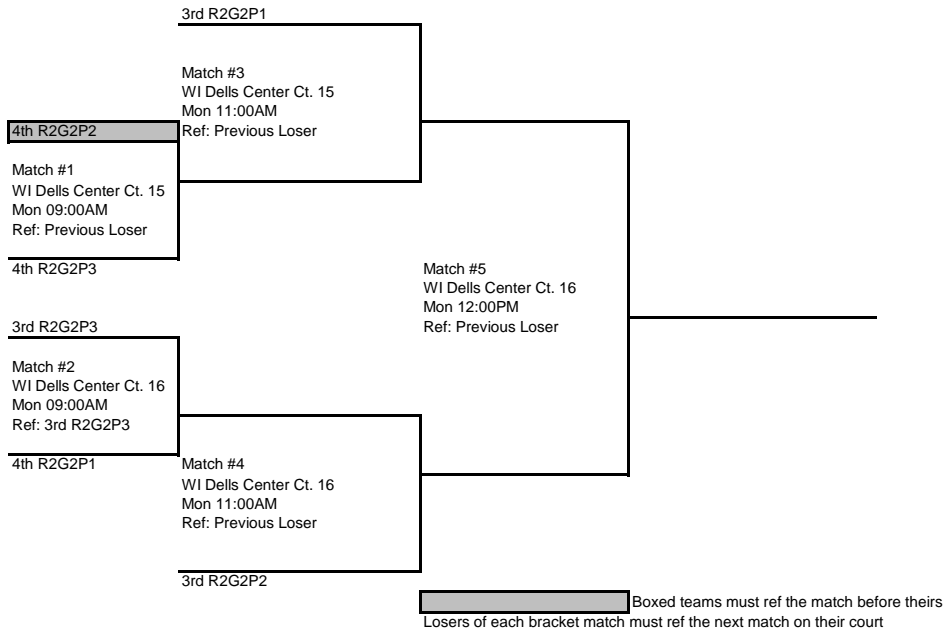 3rd R2G2P1
Match #3
WI Dells Center Ct. 15
Mon 11:00AM
Ref: Previous Loser
4th R2G2P2
Match #1
WI Dells Center Ct. 15
Mon 09:00AM
Ref: Previous Loser
4th R2G2P3
Match #5
WI Dells Center Ct. 16
Mon 12:00PM
Ref: Previous Loser
3rd R2G2P3
Match #2
WI Dells Center Ct. 16
Mon 09:00AM
Ref: 3rd R2G2P3
4th R2G2P1
Match #4
WI Dells Center Ct. 16
Mon 11:00AM
Ref: Previous Loser
3rd R2G2P2
Boxed teams must ref the match before theirs
Losers of each bracket match must ref the next match on their court